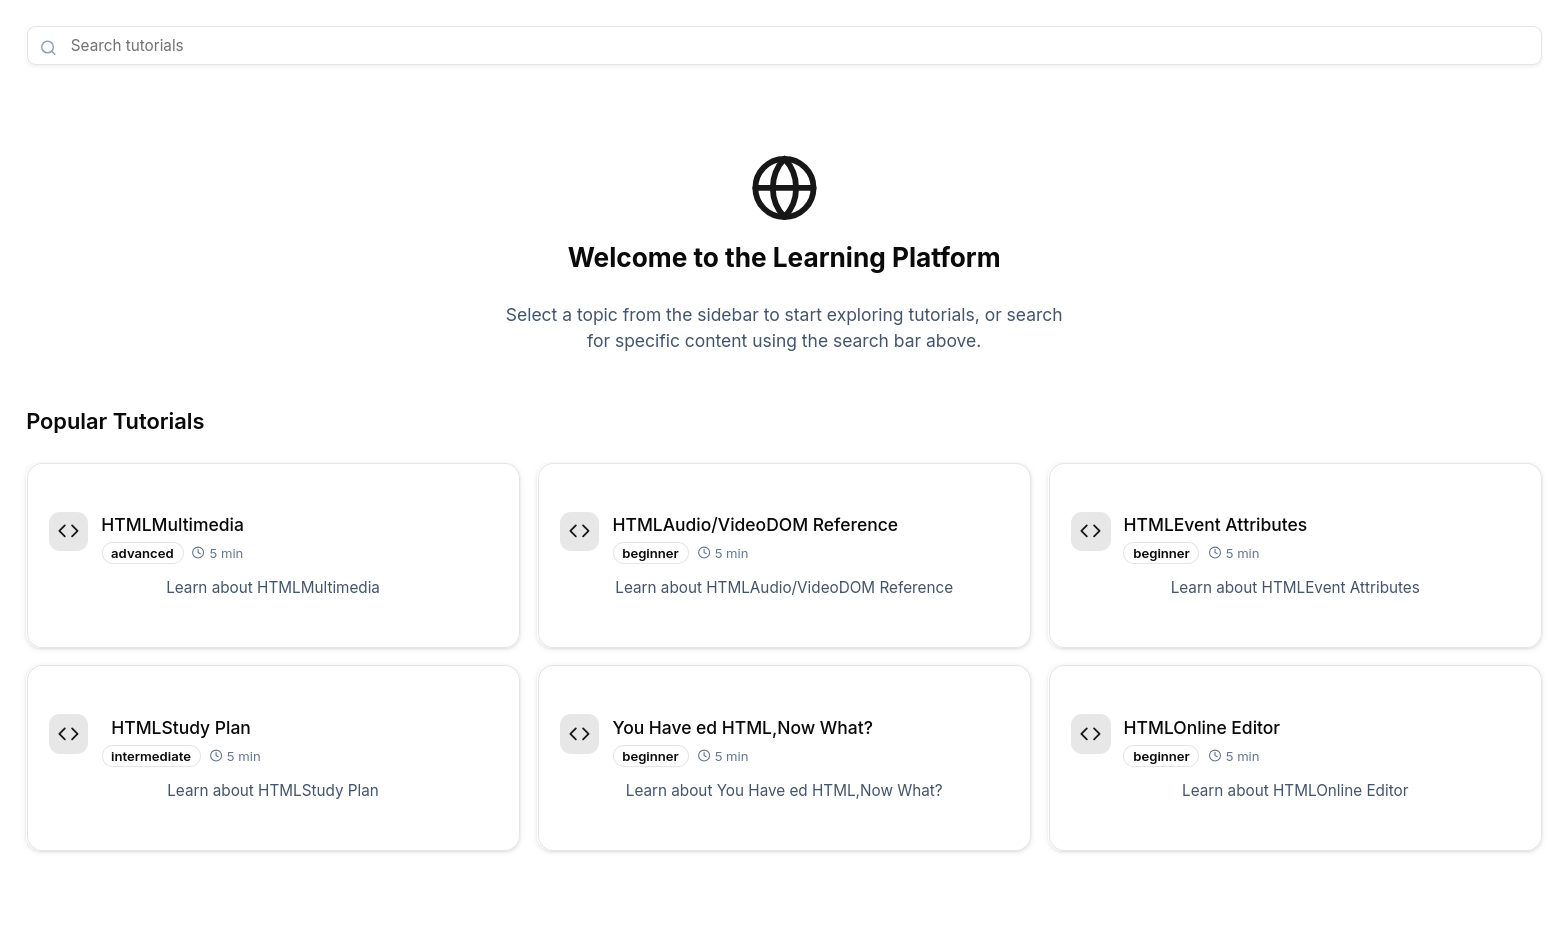 Search tutorials
Welcome to the Learning Platform
Select a topic from the sidebar to start exploring tutorials, or search
for specific content using the search bar above.
Popular Tutorials
HTMLMultimedia
advanced 5 min
Learn about HTMLMultimedia
HTMLAudio/VideoDOM Reference
beginner 5 min
Learn about HTMLAudio/VideoDOM Reference
HTMLEvent Attributes
beginner 5 min
Learn about HTMLEvent Attributes
HTMLStudy Plan
intermediate 5 min
Learn about HTMLStudy Plan
You Have ed HTML,Now What?
beginner 5 min
Learn about You Have ed HTML,Now What?
HTMLOnline Editor
beginner 5 min
Learn about HTMLOnline Editor